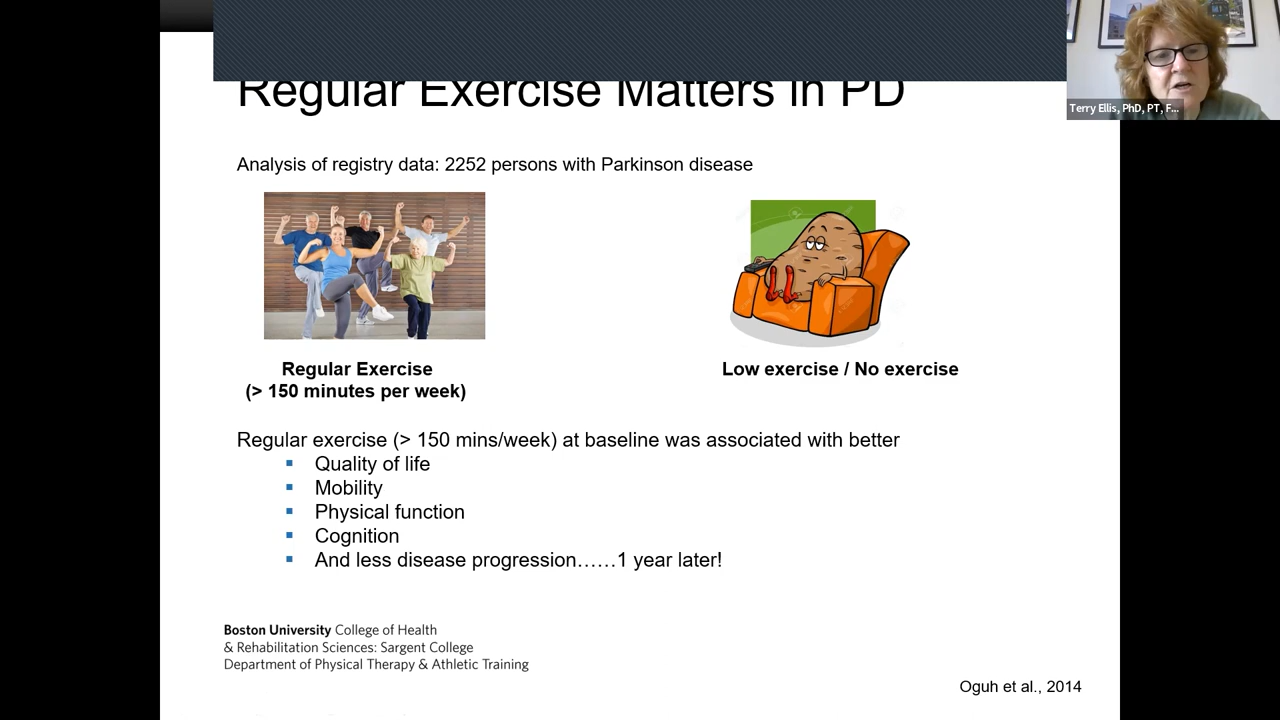 Regular Exercise Matters in PD
Terry Ellis, PhD, PT, F...
Analysis of registry data: 2252 persons with Parkinson disease
Regular Exercise
(> 150 minutes per week)
Low exercise / No exercise
Regular exercise (> 150 mins/week) at baseline was associated with better
▪ Quality of life
▪ Mobility
▪ Physical function
▪ Cognition
▪ And less disease progression……1 year later!
Boston University College of Health
& Rehabilitation Sciences: Sargent College
Department of Physical Therapy & Athletic Training
Oguh et al., 2014